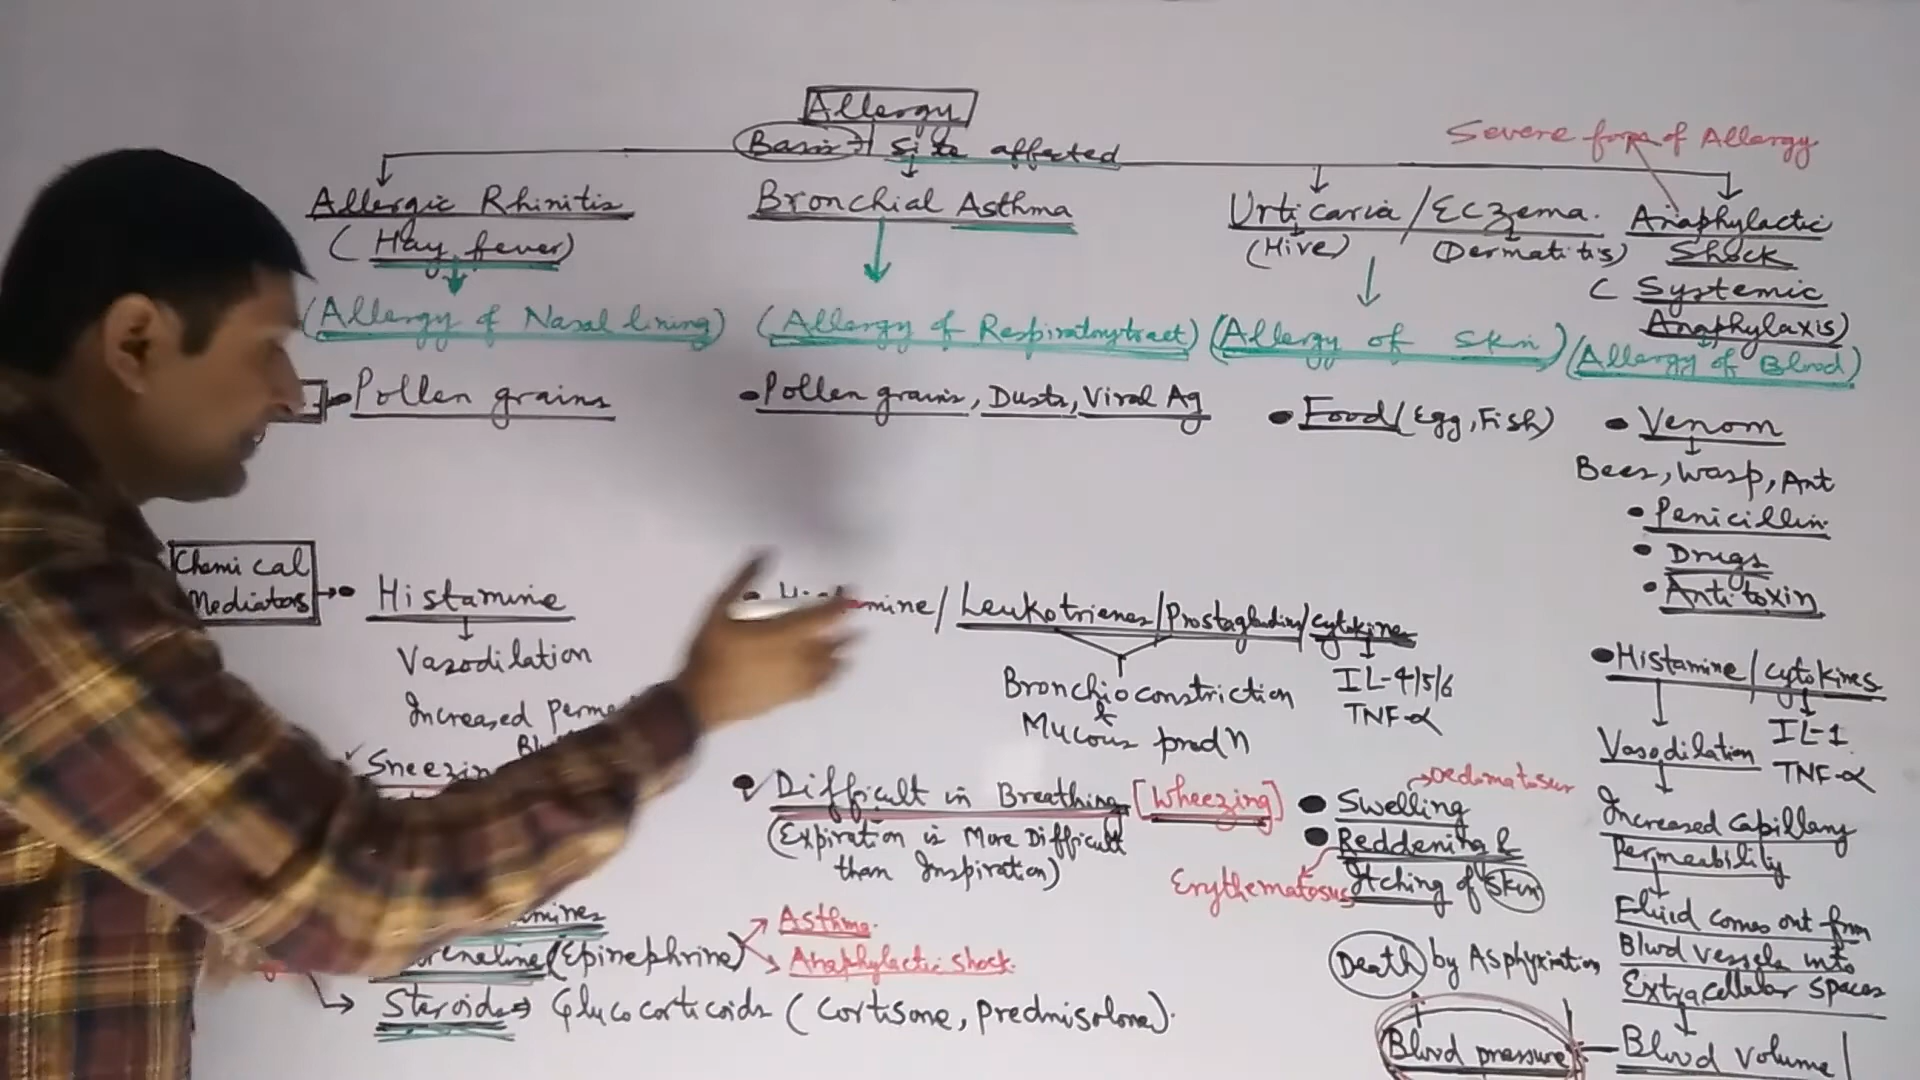 Allergy
Basis → Site affected
Severe form of Allergy
Allergic Rhinitis
(Hay fever)
(Allergy of Nasal lining)
Pollen grains
Bronchial Asthma
(Allergy of Respiratory tract)
Pollen grains, Dusts, Viral Ag
Urticaria / Eczema.
(Hive) (Dermatitis)
(Allergy of Skin)
Food (Egg, Fish)
Anaphylactic
Shock
(Systemic
Anaphylaxis)
(Allergy of Blood)
Venom
Bees, Wasp, Ant
Penicillin
Drugs
Antitoxin
Chemical
Mediators
Histamine
Vasodilation
Increased
Sneezin
Leukotrienes/Prostaglandins/cytokines
Bronchioconstriction
&
Mucous prodn
IL-4/5/6
TNF-α
Difficult in Breathing [Wheezing]
(Expiration is More Difficult
than Inspiration)
Swelling → oedematous
Reddening &
Itching of Skin
Erythematosus
Histamine / cytokines
IL-1
TNF-α
Vasodilation
Increased capillary
Permeability
Fluid comes out from
Blood vessels into
Extracellular spaces
Blood volume
Blood pressure
Death by Asphyxiation
(Epinephrine)
Asthma.
Anaphylactic shock.
Steroids → Glucocorticoids (Cortisone, prednisolone).